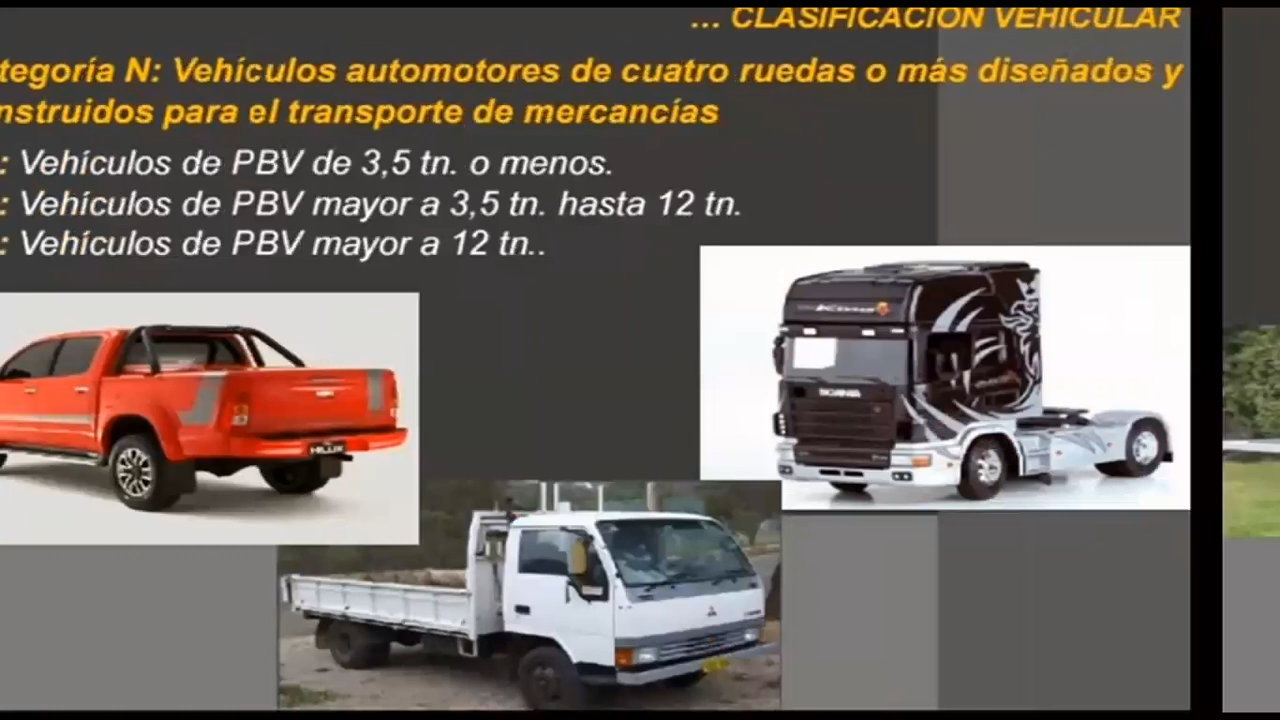 ... CLASIFICACIÓN VEHICULAR
tegoría N: Vehículos automotores de cuatro ruedas o más diseñados y
nstruidos para el transporte de mercancías
: Vehículos de PBV de 3,5 tn. o menos.
: Vehículos de PBV mayor a 3,5 tn. hasta 12 tn.
: Vehículos de PBV mayor a 12 tn..
SCANIA
HILUX